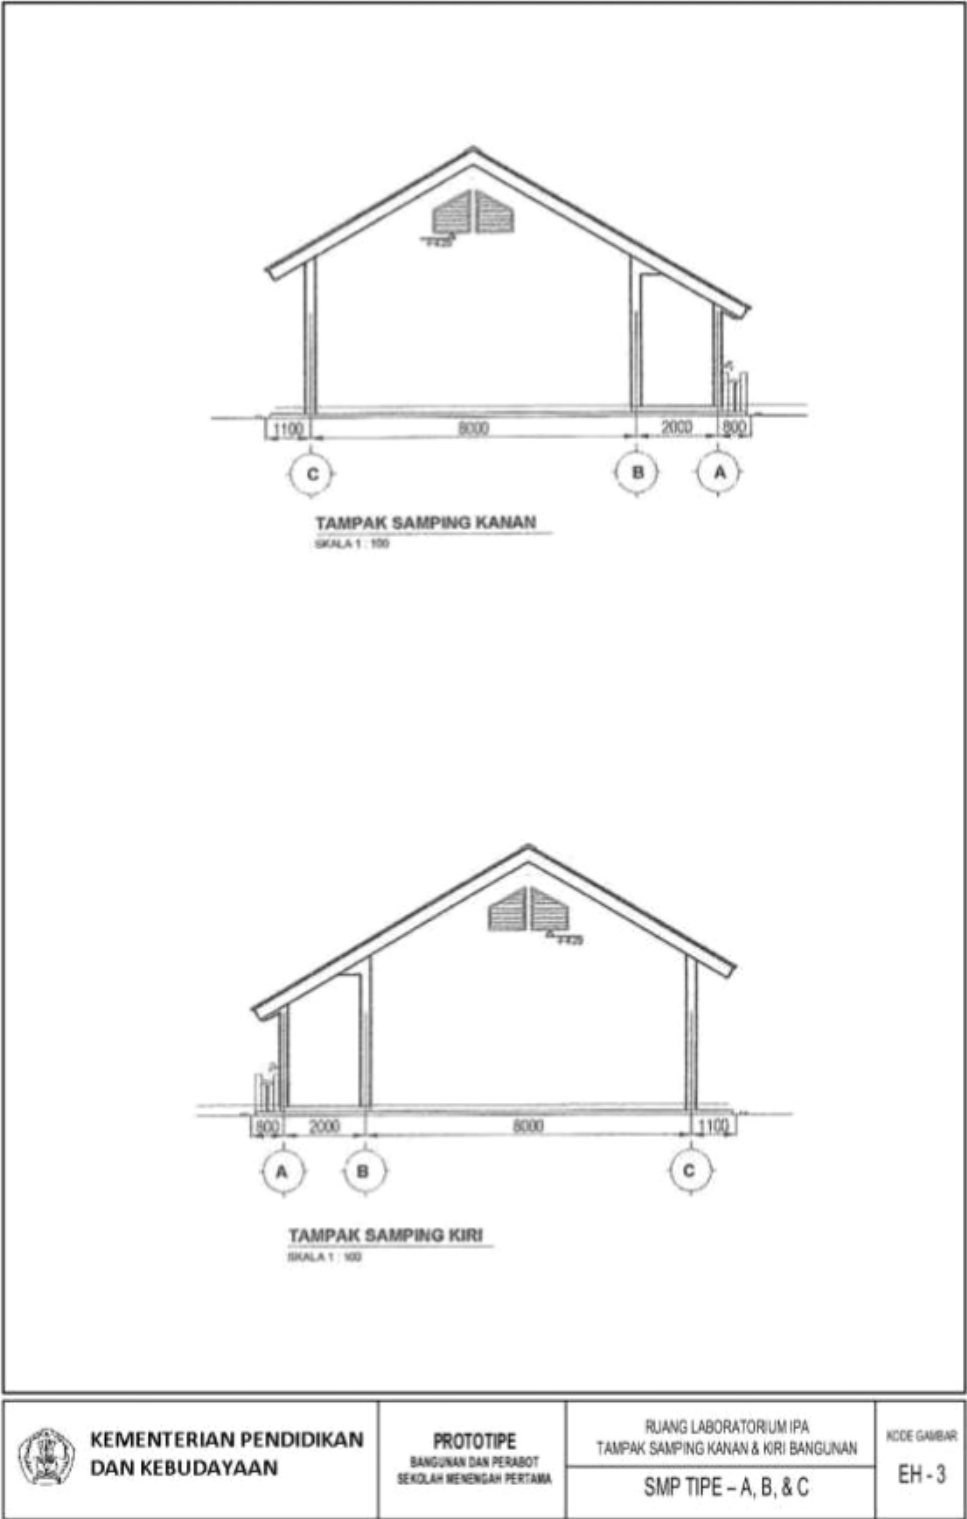 1100 8000 2000 800
C B A
TAMPAK SAMPING KANAN
SKALA 1 : 100
800 2000 8000 1100
A B C
TAMPAK SAMPING KIRI
SKALA 1 : 100
KEMENTERIAN PENDIDIKAN
DAN KEBUDAYAAN
PROTOTIPE
BANGUNAN DAN PERABOT
SEKOLAH MENENGAH PERTAMA
RUANG LABORATORIUM IPA
TAMPAK SAMPING KANAN & KIRI BANGUNAN
SMP TIPE – A, B, & C
KODE GAMBAR
EH - 3